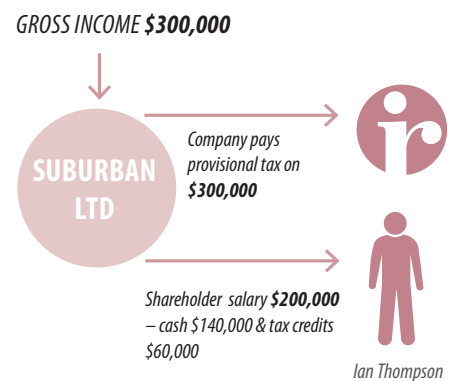 GROSS INCOME $300,000
SUBURBAN
LTD
Company pays
provisional tax on
$300,000
ir
Shareholder salary $200,000
– cash $140,000 & tax credits
$60,000
Ian Thompson